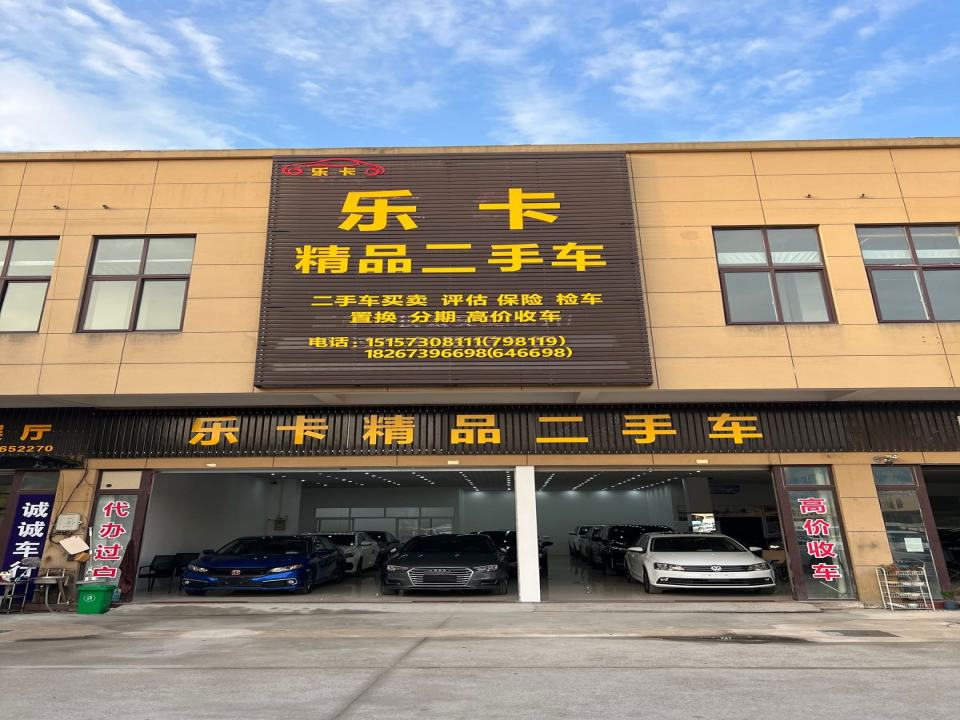 乐卡
乐 卡
精品二手车
二手车买卖 评估 保险 检车
置换 分期 高价收车
电话：15157308111(798119)
18267396698(646698)
乐卡精品二手车
厅
652270
诚诚车行
代办过户
高价收车